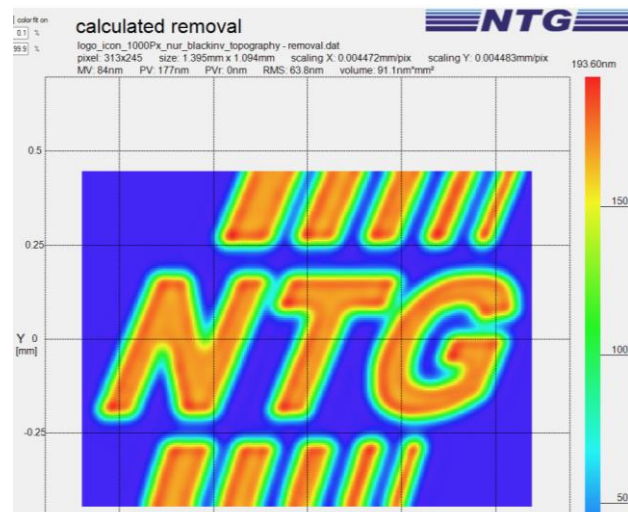 color fit on
0.1 %
99.9 %
calculated removal
NTG
logo_icon_1000Px_nur_blackinv_topography - removal.dat
pixel: 313x245 size: 1.395mm x 1.094mm scaling X: 0.004472mm/pix scaling Y: 0.004483mm/pix
MV: 84nm PV: 177nm PVr: 0nm RMS: 63.8nm volume: 91.1nm*mm²
193.60nm
0.5
150
0.25
NTG
Y 0
[mm]
100
-0.25
50